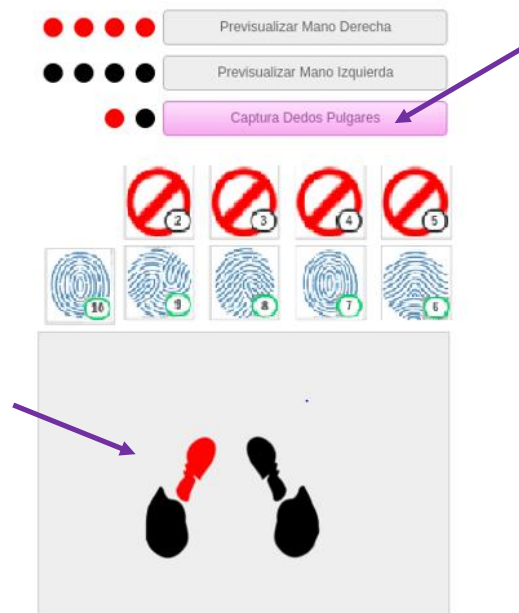 Previsualizar Mano Derecha
Previsualizar Mano Izquierda
Captura Dedos Pulgares
2 3 4 5
10 9 8 7 6